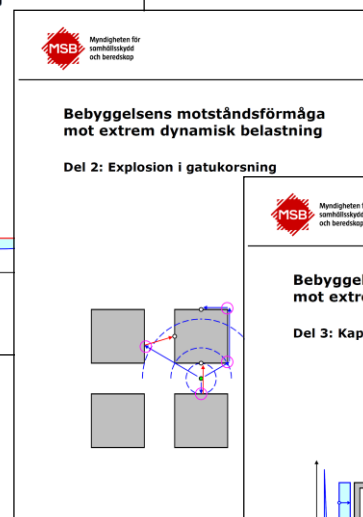 MSB
Myndigheten för
samhällsskydd
och beredskap
Bebyggelsens motståndsförmåga
mot extrem dynamisk belastning
Del 2: Explosion i gatukorsning
MSB
Myndigheten f
samhällsskydd
och beredskap
Bebyggel
mot extre
Del 3: Kap